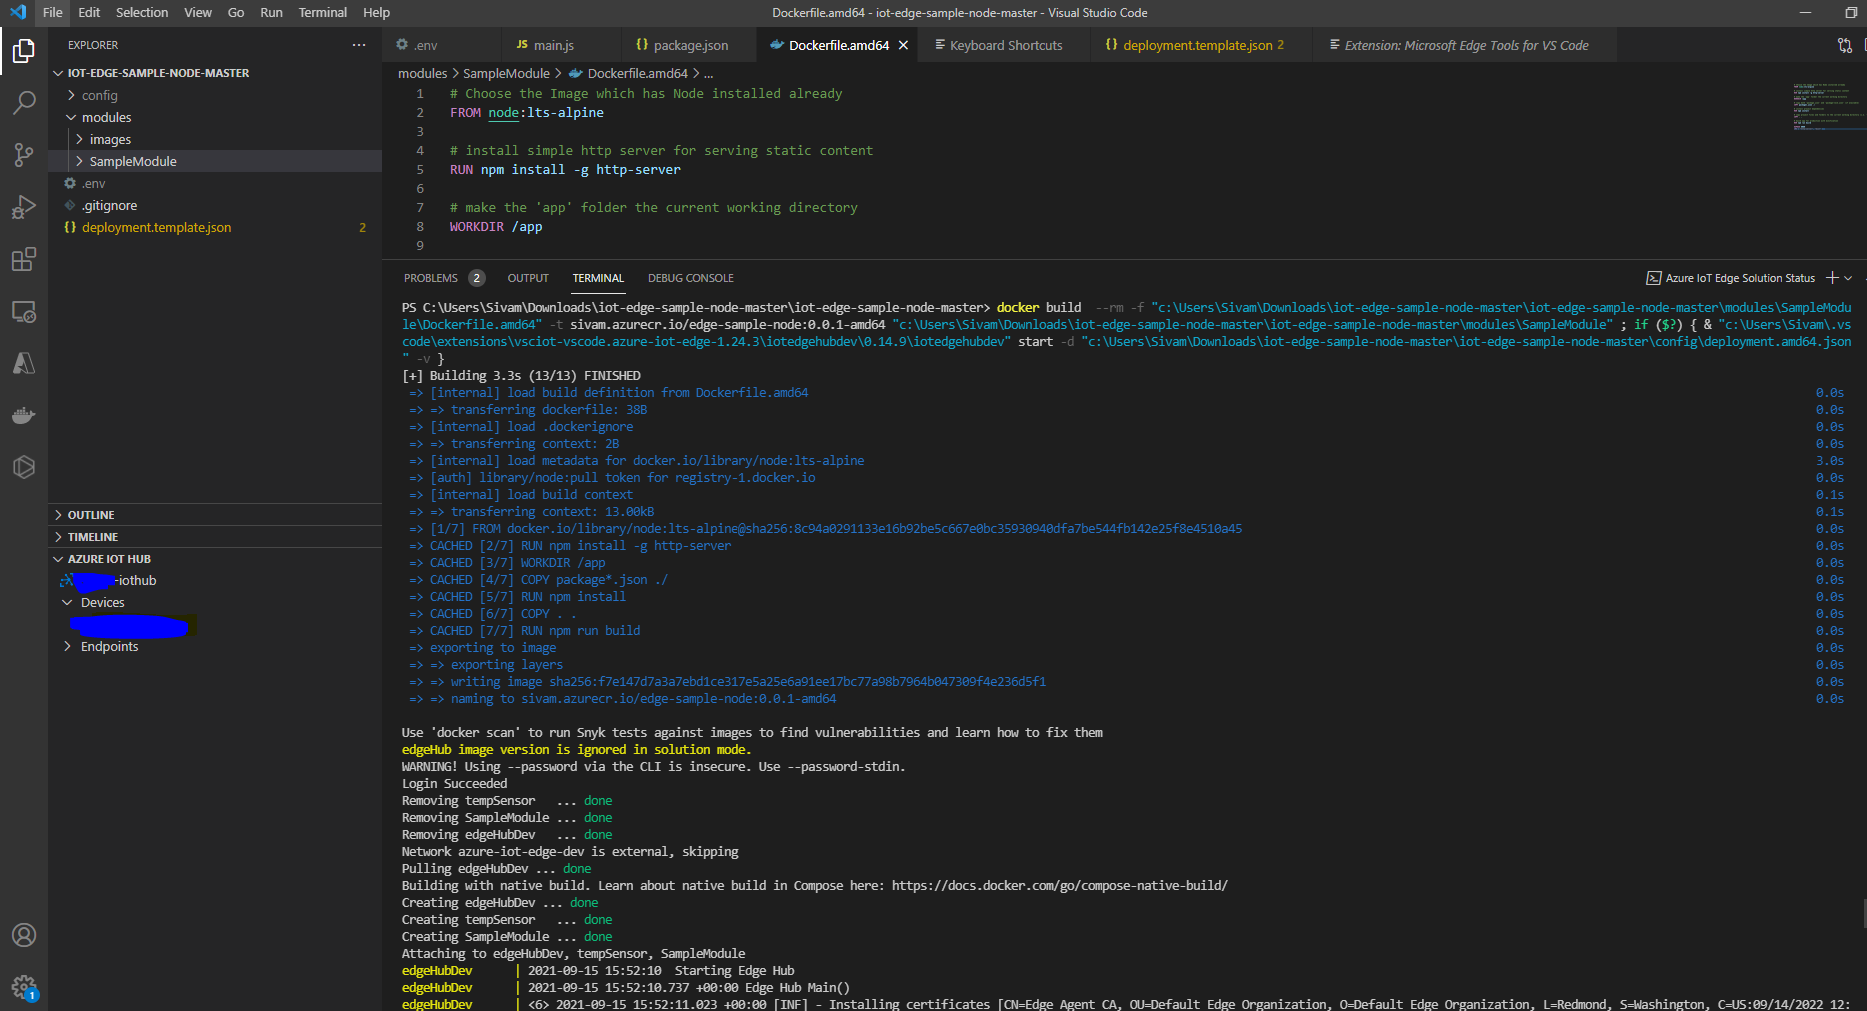 File Edit Selection View Go Run Terminal Help
Dockerfile.amd64 - iot-edge-sample-node-master - Visual Studio Code
EXPLORER ...
IOT-EDGE-SAMPLE-NODE-MASTER
config
modules
images
SampleModule
.env
.gitignore
{} deployment.template.json 2
OUTLINE
TIMELINE
AZURE IOT HUB
-iothub
Devices
Endpoints
1
.env
JS main.js
{} package.json
Dockerfile.amd64 ×
Keyboard Shortcuts
{} deployment.template.json 2
Extension: Microsoft Edge Tools for VS Code
modules > SampleModule > Dockerfile.amd64 > ...
1 # Choose the Image which has Node installed already
2 FROM node:lts-alpine
3
4 # install simple http server for serving static content
5 RUN npm install -g http-server
6
7 # make the 'app' folder the current working directory
8 WORKDIR /app
9
PROBLEMS 2 OUTPUT TERMINAL DEBUG CONSOLE
Azure IoT Edge Solution Status
PS C:\Users\Sivam\Downloads\iot-edge-sample-node-master\iot-edge-sample-node-master> docker build --rm -f "c:\Users\Sivam\Downloads\iot-edge-sample-node-master\iot-edge-sample-node-master\modules\SampleModu
le\Dockerfile.amd64" -t sivam.azurecr.io/edge-sample-node:0.0.1-amd64 "c:\Users\Sivam\Downloads\iot-edge-sample-node-master\iot-edge-sample-node-master\modules\SampleModule" ; if ($?) { & "c:\Users\Sivam\.vs
code\extensions\vsciot-vscode.azure-iot-edge-1.24.3\iotedgehubdev\0.14.9\iotedgehubdev" start -d "c:\Users\Sivam\Downloads\iot-edge-sample-node-master\iot-edge-sample-node-master\config\deployment.amd64.json
" -v }
[+] Building 3.3s (13/13) FINISHED
=> [internal] load build definition from Dockerfile.amd64 0.0s
=> => transferring dockerfile: 38B 0.0s
=> [internal] load .dockerignore 0.0s
=> => transferring context: 2B 0.0s
=> [internal] load metadata for docker.io/library/node:lts-alpine 3.0s
=> [auth] library/node:pull token for registry-1.docker.io 0.0s
=> [internal] load build context 0.1s
=> => transferring context: 13.00kB 0.1s
=> [1/7] FROM docker.io/library/node:lts-alpine@sha256:8c94a0291133e16b92be5c667e0bc35930940dfa7be544fb142e25f8e4510a45 0.0s
=> CACHED [2/7] RUN npm install -g http-server 0.0s
=> CACHED [3/7] WORKDIR /app 0.0s
=> CACHED [4/7] COPY package*.json ./ 0.0s
=> CACHED [5/7] RUN npm install 0.0s
=> CACHED [6/7] COPY . . 0.0s
=> CACHED [7/7] RUN npm run build 0.0s
=> exporting to image 0.0s
=> => exporting layers 0.0s
=> => writing image sha256:f7e147d7a3a7ebd1ce317e5a25e6a91ee17bc77a98b7964b047309f4e236d5f1 0.0s
=> => naming to sivam.azurecr.io/edge-sample-node:0.0.1-amd64 0.0s
Use 'docker scan' to run Snyk tests against images to find vulnerabilities and learn how to fix them
edgeHub image version is ignored in solution mode.
WARNING! Using --password via the CLI is insecure. Use --password-stdin.
Login Succeeded
Removing tempSensor ... done
Removing SampleModule ... done
Removing edgeHubDev ... done
Network azure-iot-edge-dev is external, skipping
Pulling edgeHubDev ... done
Building with native build. Learn about native build in Compose here: https://docs.docker.com/go/compose-native-build/
Creating edgeHubDev ... done
Creating tempSensor ... done
Creating SampleModule ... done
Attaching to edgeHubDev, tempSensor, SampleModule
edgeHubDev | 2021-09-15 15:52:10 Starting Edge Hub
edgeHubDev | 2021-09-15 15:52:10.737 +00:00 Edge Hub Main()
edgeHubDev | <6> 2021-09-15 15:52:11.023 +00:00 [INF] - Installing certificates [CN=Edge Agent CA, OU=Default Edge Organization, O=Default Edge Organization, L=Redmond, S=Washington, C=US:09/14/2022 12: